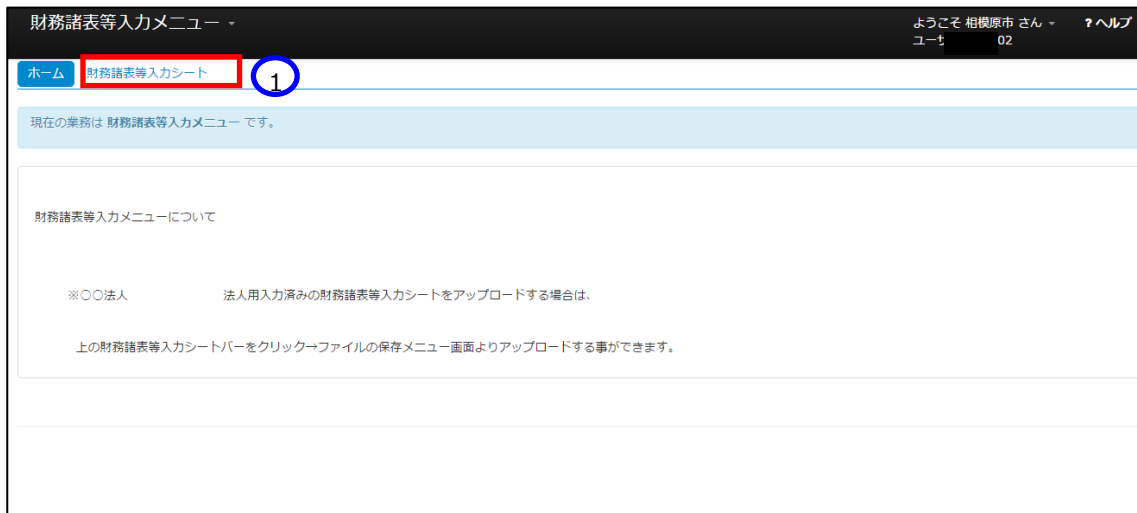 財務諸表等入力メニュー
ようこそ 相模原市 さん
? ヘルプ
ユーサ 02
ホーム 財務諸表等入力シート
1
現在の業務は 財務諸表等入力メニュー です。
財務諸表等入力メニューについて
※○○法人 法人用入力済みの財務諸表等入力シートをアップロードする場合は、
上の財務諸表等入力シートバーをクリック→ファイルの保存メニュー画面よりアップロードする事ができます。